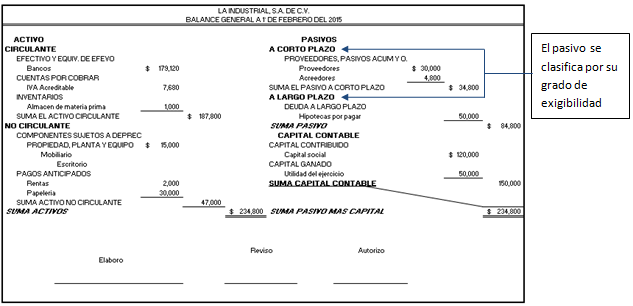 LA INDUSTRIAL, S.A. DE C.V.
BALANCE GENERAL A 1° DE FEBRERO DEL 2015
ACTIVO
CIRCULANTE
EFECTIVO Y EQUIV. DE EFEVO
Bancos $ 179,120
CUENTAS POR COBRAR
IVA Acreditable 7,680
INVENTARIOS
Almacen de materia prima 1,000
SUMA EL ACTIVO CIRCULANTE $ 187,800
NO CIRCULANTE
COMPONENTES SUJETOS A DEPREC
PROPIEDAD, PLANTA Y EQUIPO $ 15,000
Mobiliario
Escritorio
PAGOS ANTICIPADOS
Rentas 2,000
Papeleria 30,000
SUMA ACTIVO NO CIRCULANTE 47,000
SUMA ACTIVOS $ 234,800
PASIVOS
A CORTO PLAZO
PROVEEDORES, PASIVOS ACUM Y O.
Proveedores $ 30,000
Acreedores 4,800
SUMA EL PASIVO A CORTO PLAZO $ 34,800
A LARGO PLAZO
DEUDA A LARGO PLAZO
Hipotecas por pagar 50,000
SUMA PASIVO $ 84,800
CAPITAL CONTABLE
CAPITAL CONTRIBUIDO
Capital social $ 120,000
CAPITAL GANADO
Utilidad del ejercicio 50,000
SUMA CAPITAL CONTABLE 150,000
SUMA PASIVO MAS CAPITAL $ 234,800
Elaboro
Reviso
Autorizo
El pasivo se
clasifica por su
grado de
exigibilidad